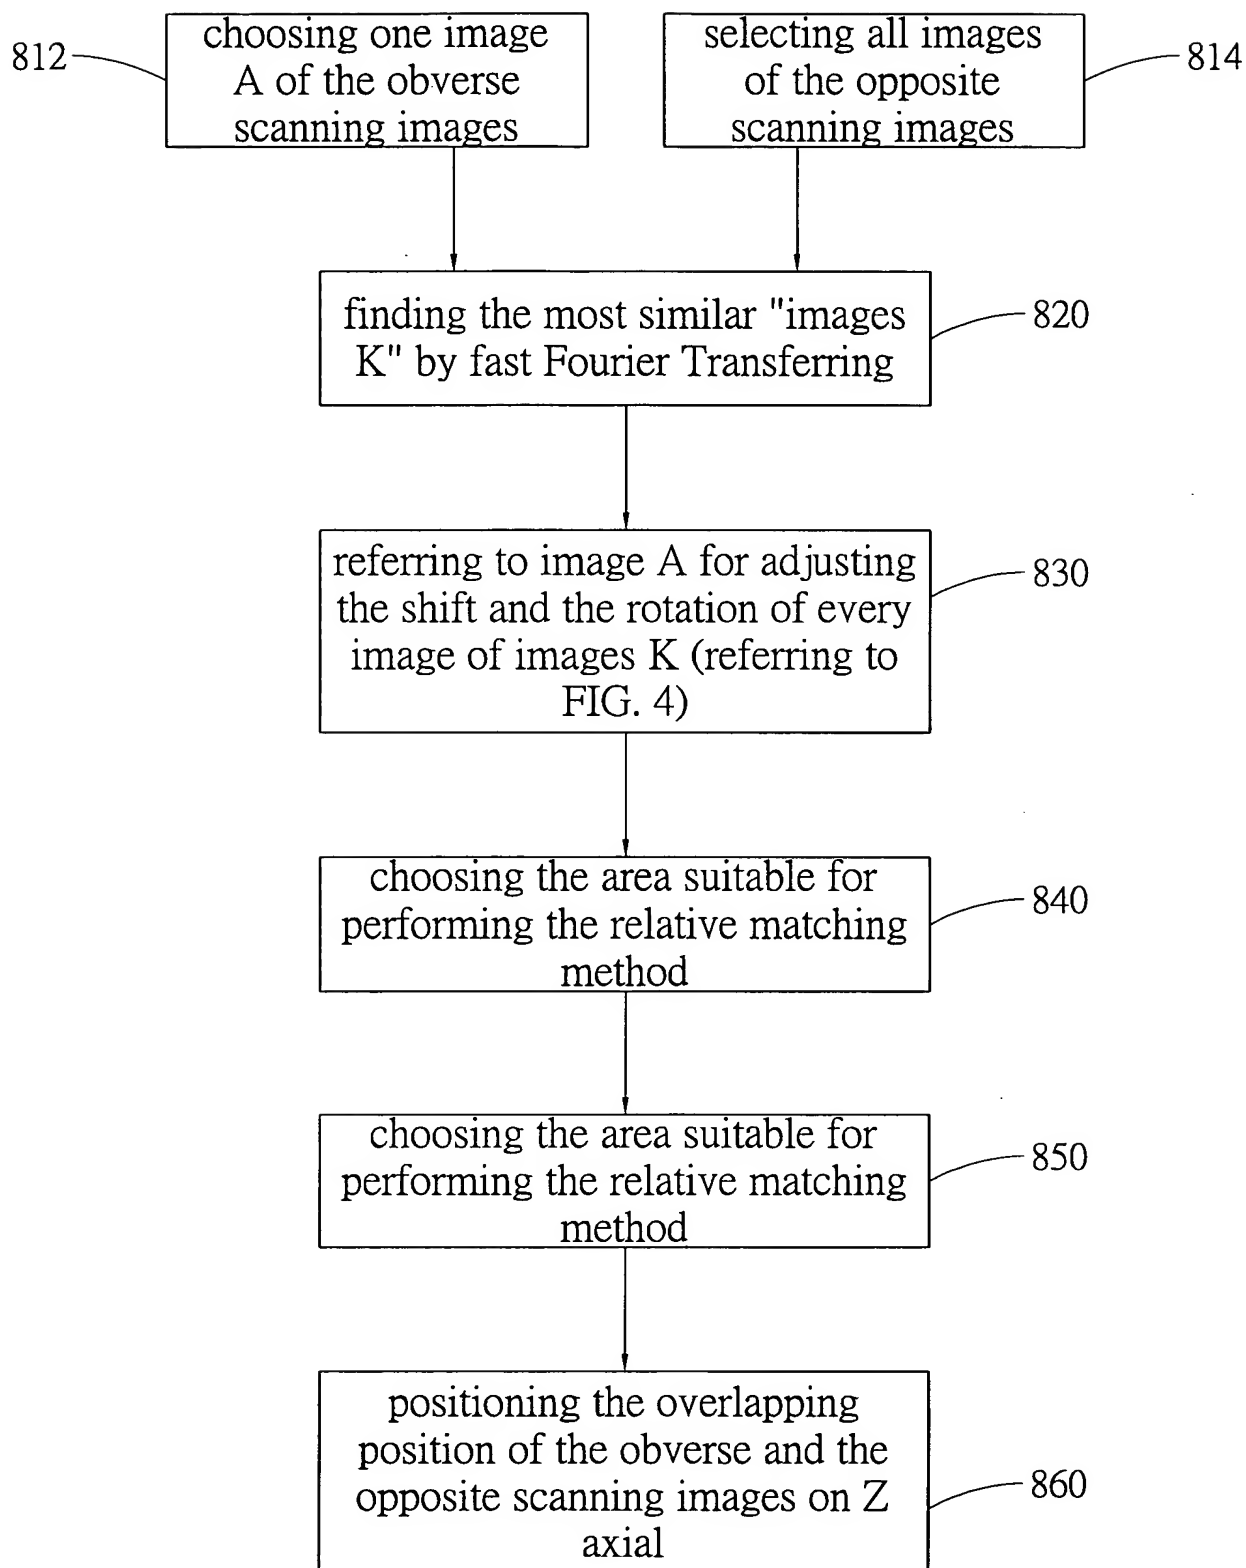 812
choosing one image
A of the obverse
scanning images
selecting all images
of the opposite
scanning images
814
finding the most similar "images
K" by fast Fourier Transferring
820
referring to image A for adjusting
the shift and the rotation of every
image of images K (referring to
FIG. 4)
830
choosing the area suitable for
performing the relative matching
method
840
choosing the area suitable for
performing the relative matching
method
850
positioning the overlapping
position of the obverse and the
opposite scanning images on Z
axial
860